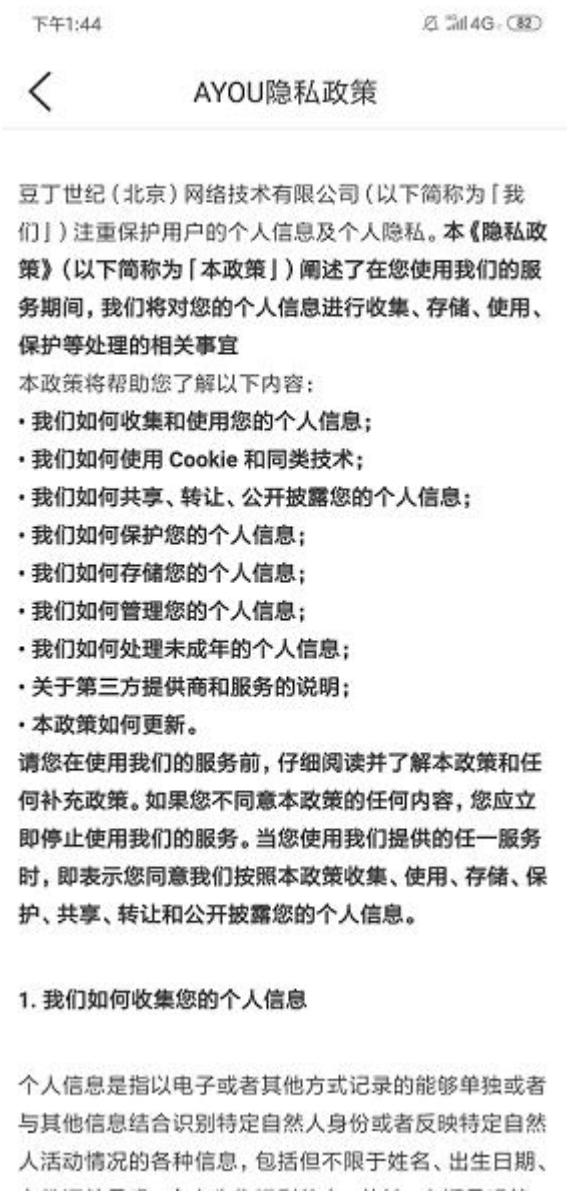 下午1:44
4G 82
AYOU隐私政策
豆丁世纪(北京)网络技术有限公司(以下简称为「我
们」)注重保护用户的个人信息及个人隐私。本《隐私政
策》(以下简称为「本政策」)阐述了在您使用我们的服
务期间,我们将对您的个人信息进行收集、存储、使用、
保护等处理的相关事宜
本政策将帮助您了解以下内容:
· 我们如何收集和使用您的个人信息;
· 我们如何使用 Cookie 和同类技术;
· 我们如何共享、转让、公开披露您的个人信息;
· 我们如何保护您的个人信息;
· 我们如何存储您的个人信息;
· 我们如何管理您的个人信息;
· 我们如何处理未成年的个人信息;
· 关于第三方提供商和服务的说明;
· 本政策如何更新。
请您在使用我们的服务前,仔细阅读并了解本政策和任
何补充政策。如果您不同意本政策的任何内容,您应立
即停止使用我们的服务。当您使用我们提供的任一服务
时,即表示您同意我们按照本政策收集、使用、存储、保
护、共享、转让和公开披露您的个人信息。
1. 我们如何收集您的个人信息
个人信息是指以电子或者其他方式记录的能够单独或者
与其他信息结合识别特定自然人身份或者反映特定自然
人活动情况的各种信息,包括但不限于姓名、出生日期、